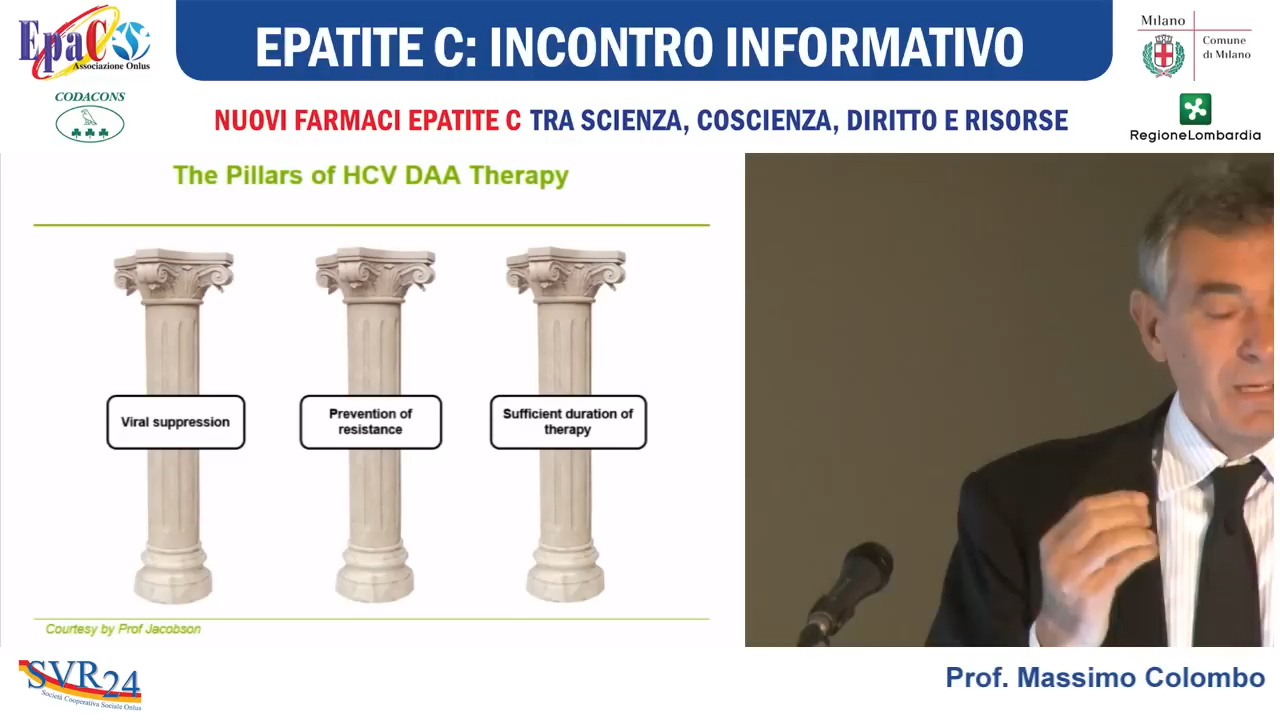 EpaC
Associazione Onlus
CODACONS
EPATITE C: INCONTRO INFORMATIVO
NUOVI FARMACI EPATITE C TRA SCIENZA, COSCIENZA, DIRITTO E RISORSE
Milano
Comune
di Milano
RegioneLombardia
The Pillars of HCV DAA Therapy
Viral suppression
Prevention of
resistance
Sufficient duration of
therapy
Courtesy by Prof Jacobson
SVR24
Società Cooperativa Sociale Onlus
Prof. Massimo Colombo